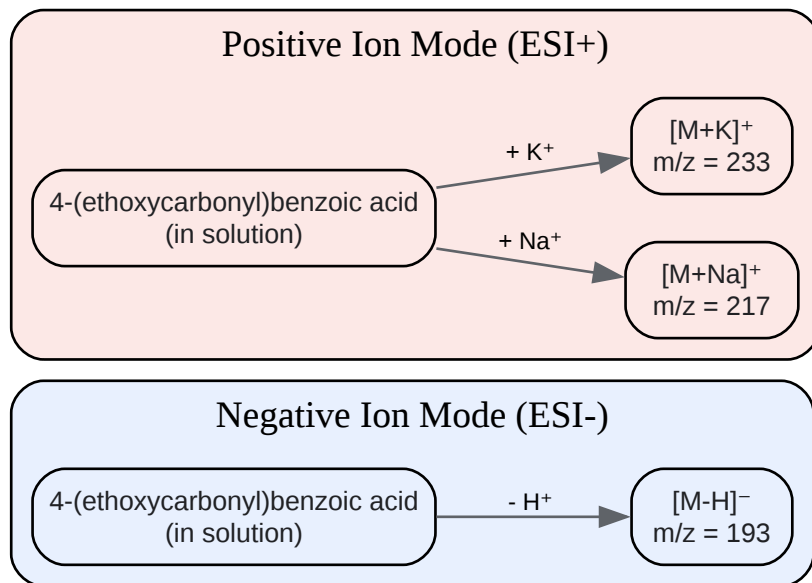 Positive Ion Mode (ESI+)
4-(ethoxycarbonyl)benzoic acid
(in solution)
+ K⁺
[M+K]⁺
m/z = 233
+ Na⁺
[M+Na]⁺
m/z = 217
Negative Ion Mode (ESI-)
4-(ethoxycarbonyl)benzoic acid
(in solution)
- H⁺
[M-H]⁻
m/z = 193